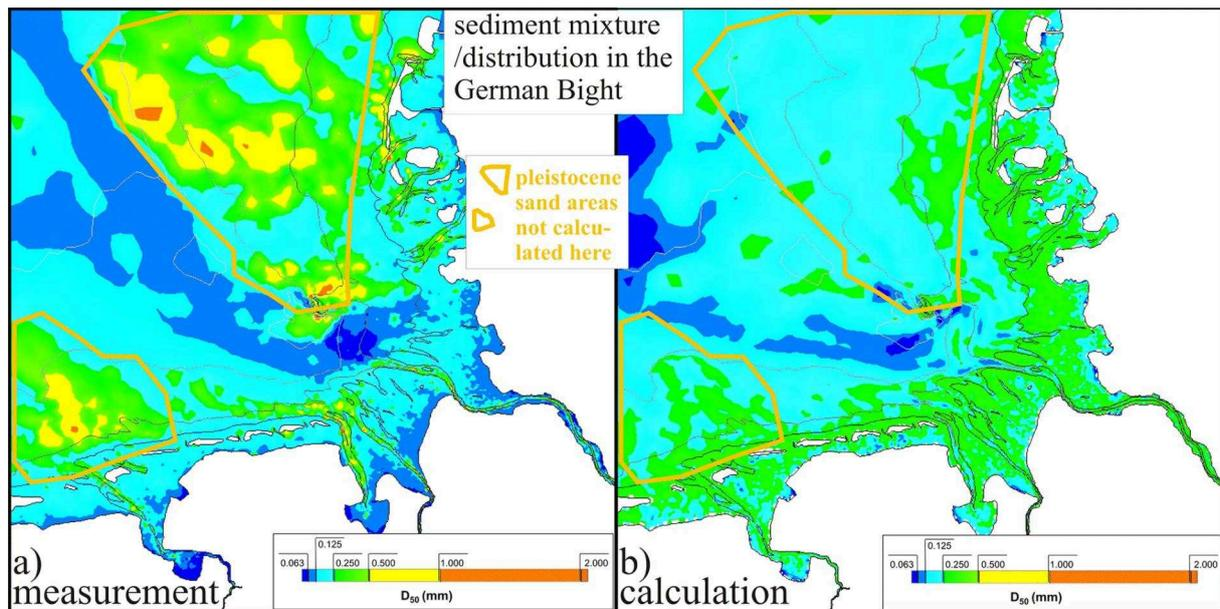 sediment mixture
/distribution in the
German Bight
pleistocene
sand areas
not calcu-
lated here
a)
measurement
0.125
0.063 0.250 0.500 1.000 2.000
D50 (mm)
b)
calculation
0.125
0.063 0.250 0.500 1.000 2.000
D50 (mm)